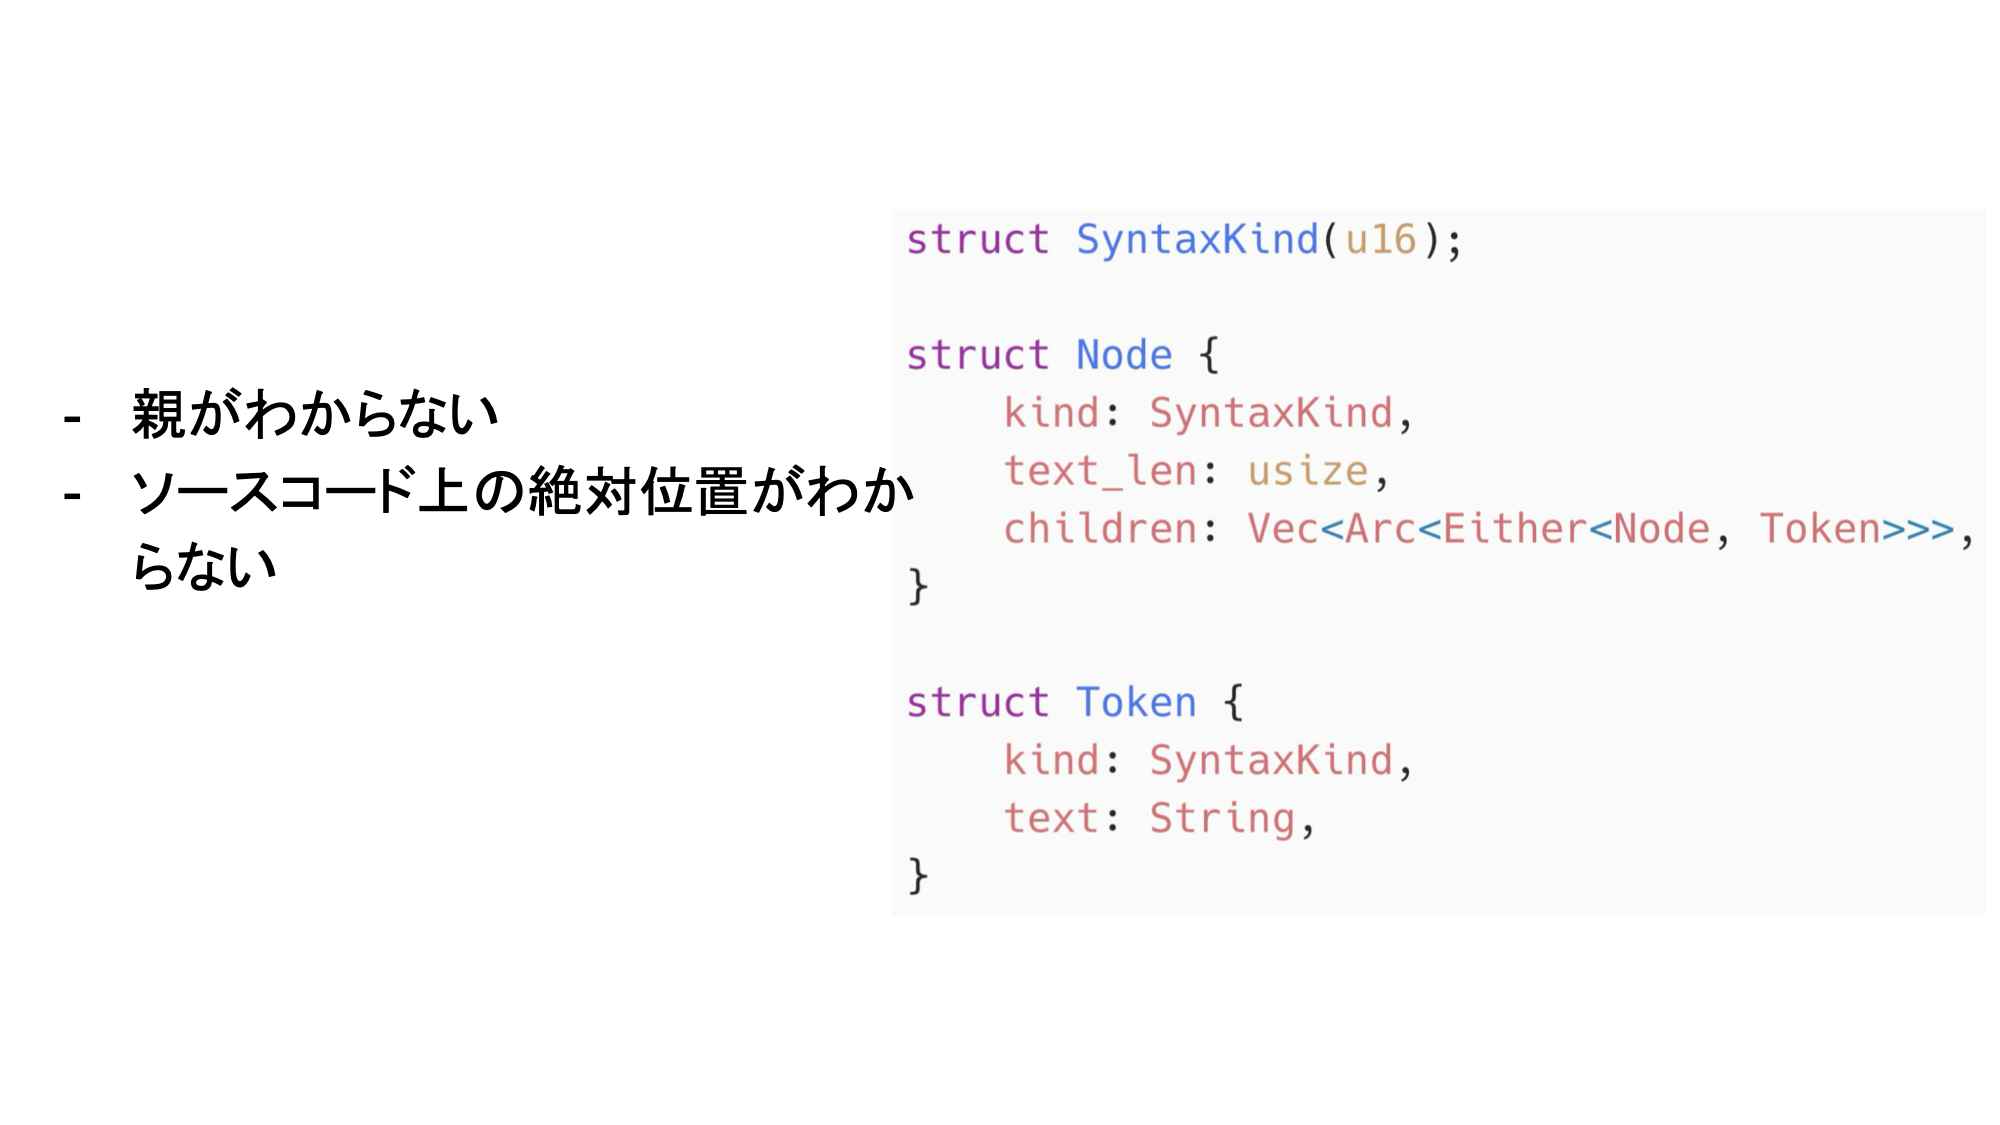 - 親がわからない
- ソースコード上の絶対位置がわか
らない
struct SyntaxKind(u16);
struct Node {
    kind: SyntaxKind,
    text_len: usize,
    children: Vec<Arc<Either<Node, Token>>>,
}
struct Token {
    kind: SyntaxKind,
    text: String,
}